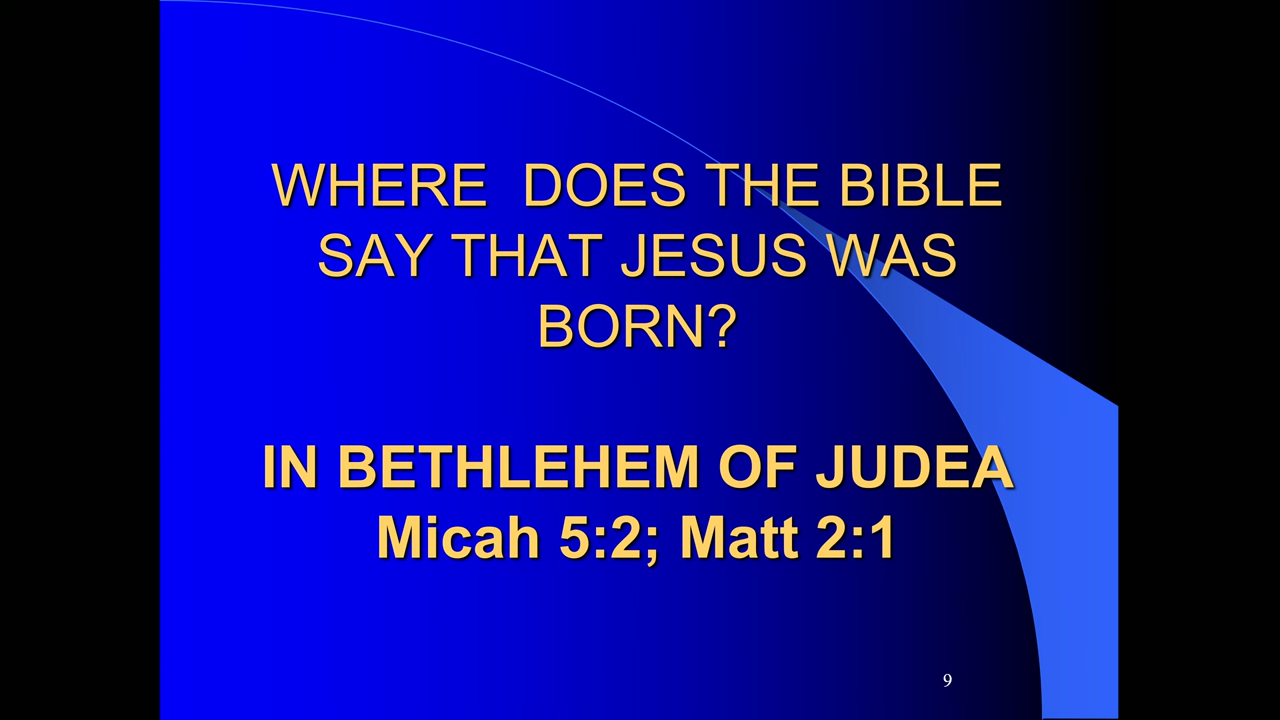 WHERE  DOES THE BIBLE
SAY THAT JESUS WAS
BORN?
IN BETHLEHEM OF JUDEA
Micah 5:2; Matt 2:1
9